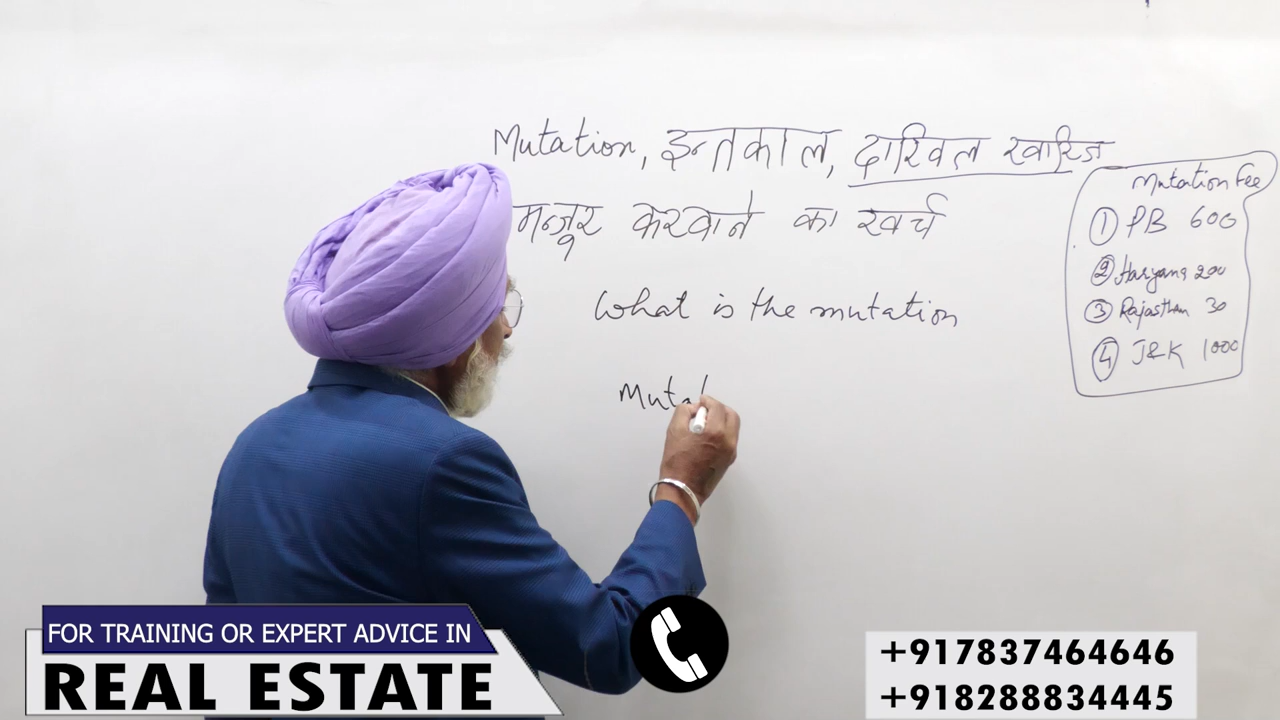 Mutation, इन्तकाल, दाखिल खारिज
मन्ज़ूर करवाने का खर्च
What is the mutation
Mutat
Mutation Fee
① PB 600
② Haryana 200
③ Rajasthan 30
④ J&K 1000
FOR TRAINING OR EXPERT ADVICE IN
REAL ESTATE
+917837464646
+918288834445